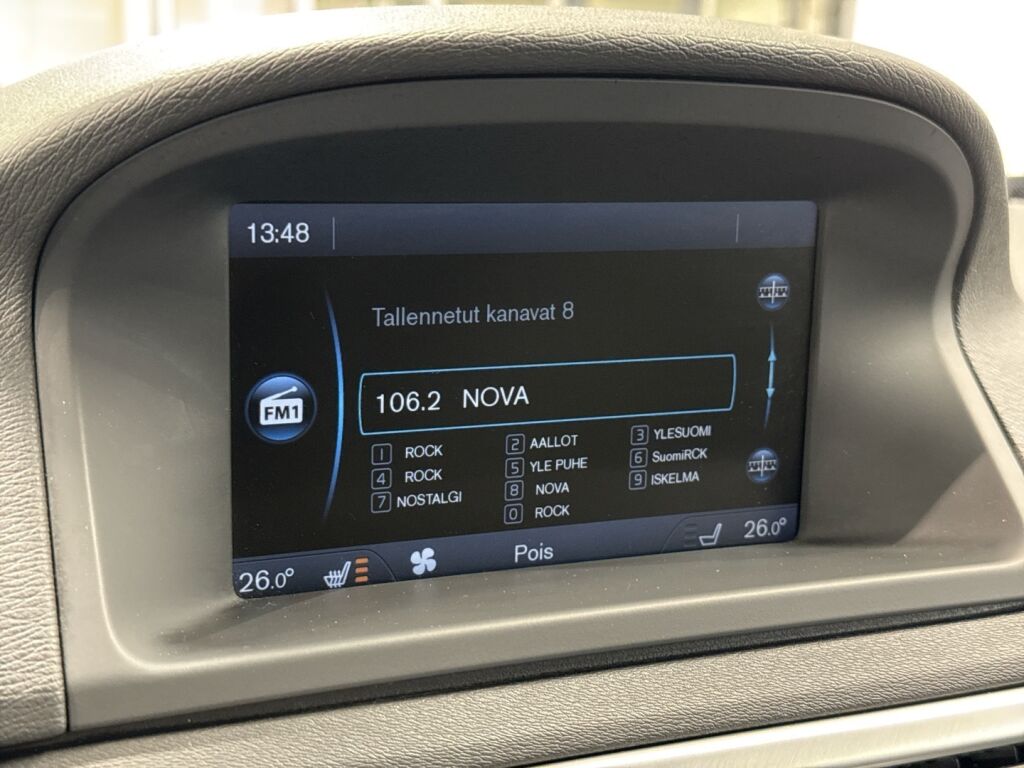 13:48
Tallennetut kanavat 8
FM1
106.2 NOVA
1 ROCK 2 AALLOT 3 YLESUOMI
4 ROCK 5 YLE PUHE 6 SuomiRCK
7 NOSTALGI 8 NOVA 9 ISKELMA
0 ROCK
26.0° Pois 26.0°